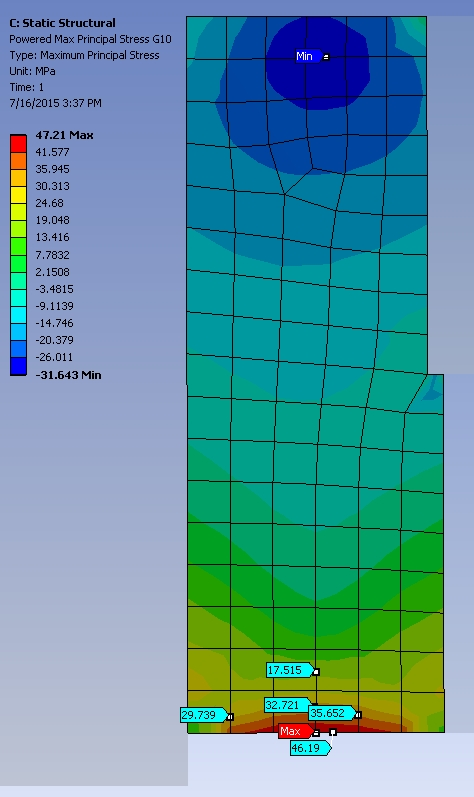 C: Static Structural
Powered Max Principal Stress G10
Type: Maximum Principal Stress
Unit: MPa
Time: 1
7/16/2015 3:37 PM
47.21 Max
41.577
35.945
30.313
24.68
19.048
13.416
7.7832
2.1508
-3.4815
-9.1139
-14.746
-20.379
-26.011
-31.643 Min
Min
17.515
32.721
35.652
29.739
Max
46.19